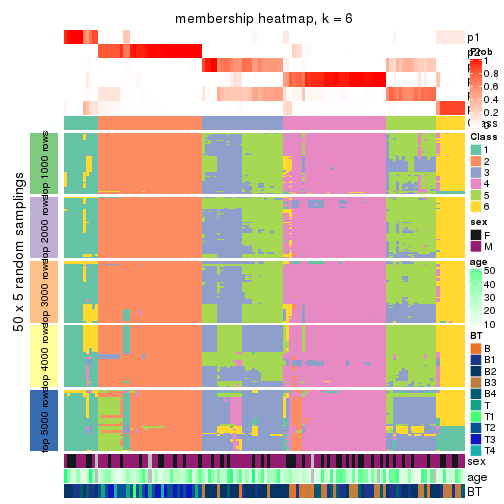 membership heatmap, k = 6
p1
p2
Prob
1
0.8
0.6
0.4
0.2
0
Class
1
2
3
4
5
6
sex
F
M
age
50
40
30
20
10
BT
B
B1
B2
B3
B4
T
T1
T2
T3
T4
50 x 5 random samplings
top 1000 rows
top 2000 rows
top 3000 rows
top 4000 rows
top 5000 rows
sex
age
BT